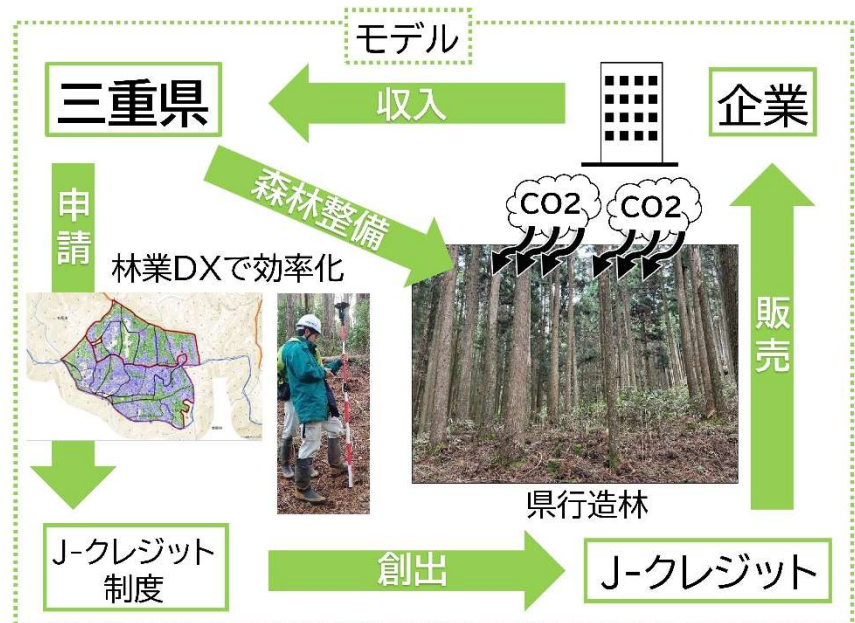 モデル
三重県
収入
企業
申請
森林整備
CO2
CO2
林業DXで効率化
販売
県行造林
J-クレジット
制度
創出
J-クレジット